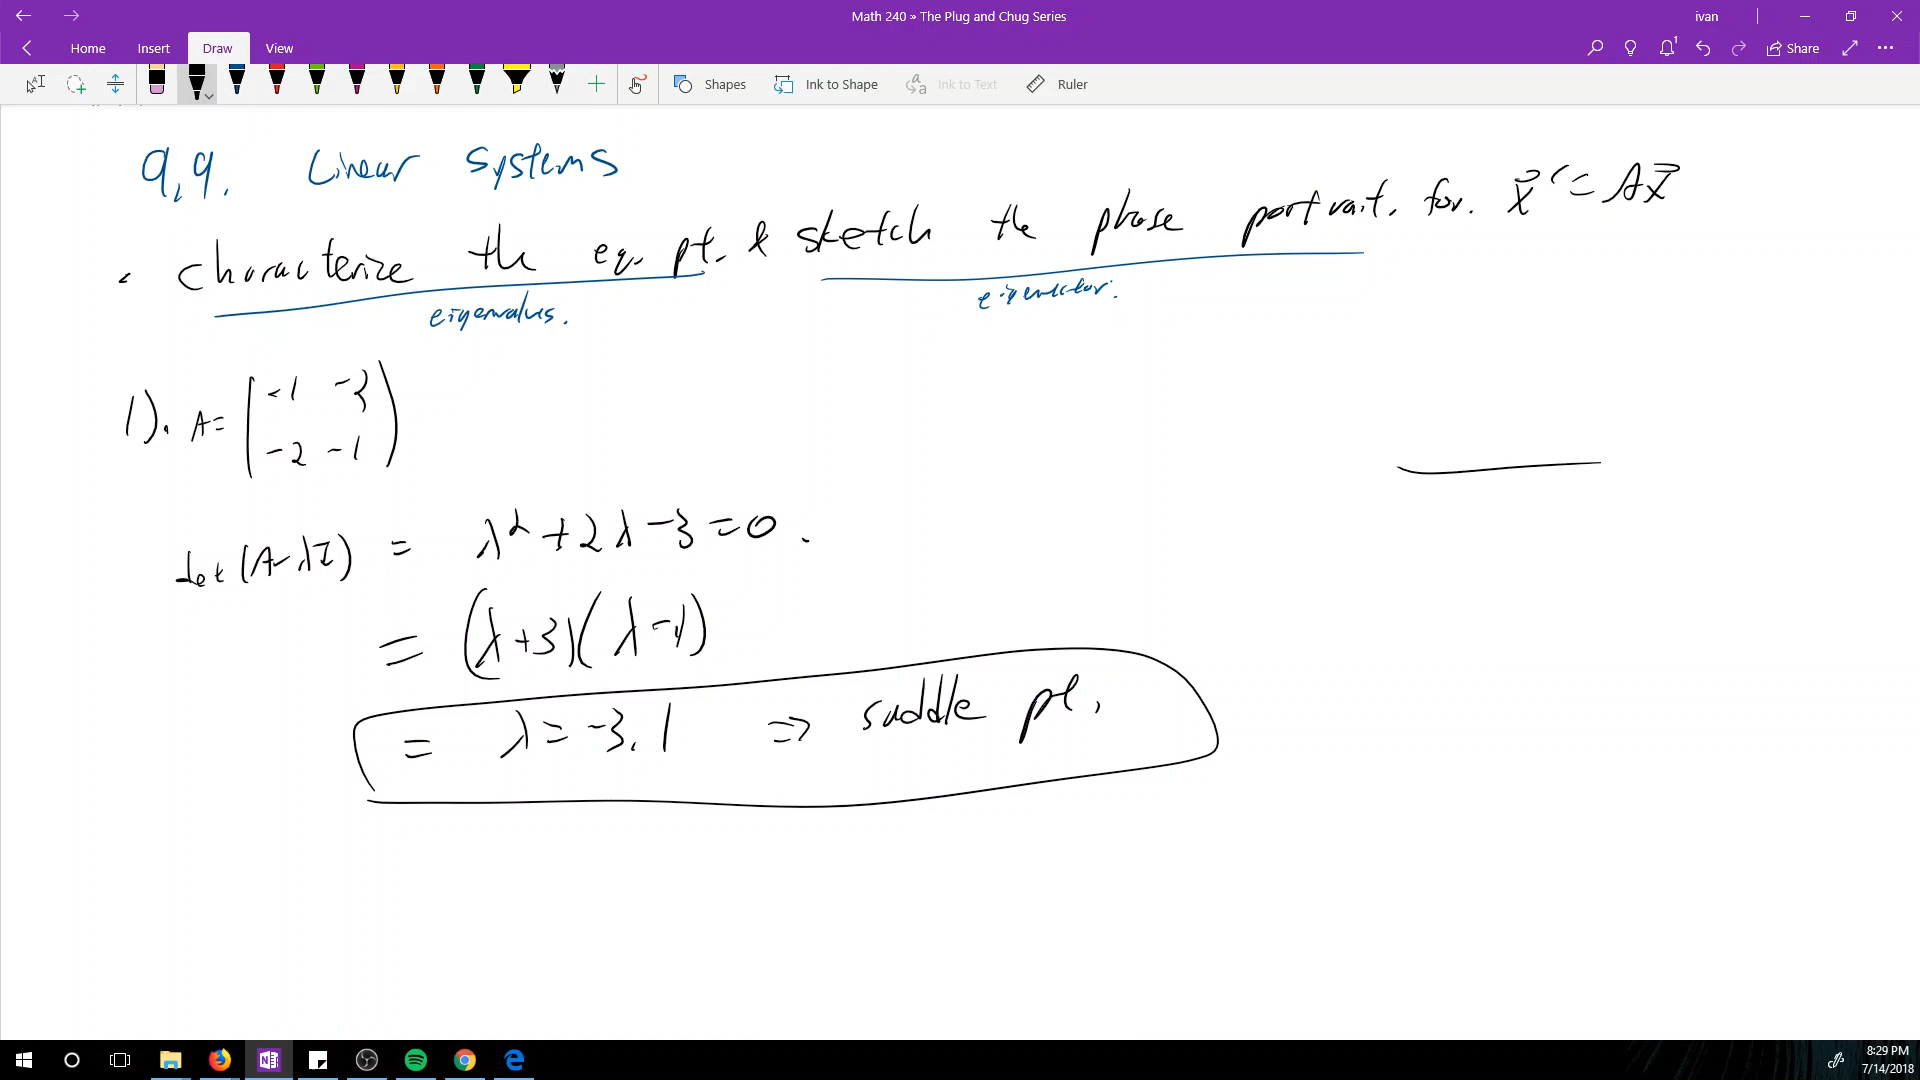 Math 240 » The Plug and Chug Series
ivan
Home Insert Draw View
Share
Shapes Ink to Shape Ink to Text Ruler
9.9. Linear systems
• characterize the eq. pt. & sketch the phase portrait. for. x⃗' = Ax⃗
eigenvalues. eigenvector.
1). A = ( -1 -3
-2 -1 )
det(A-λI) = λ² + 2λ - 3 = 0.
= (λ+3)(λ-1)
= λ = -3, 1 ⇒ saddle pt.
8:29 PM
7/14/2018